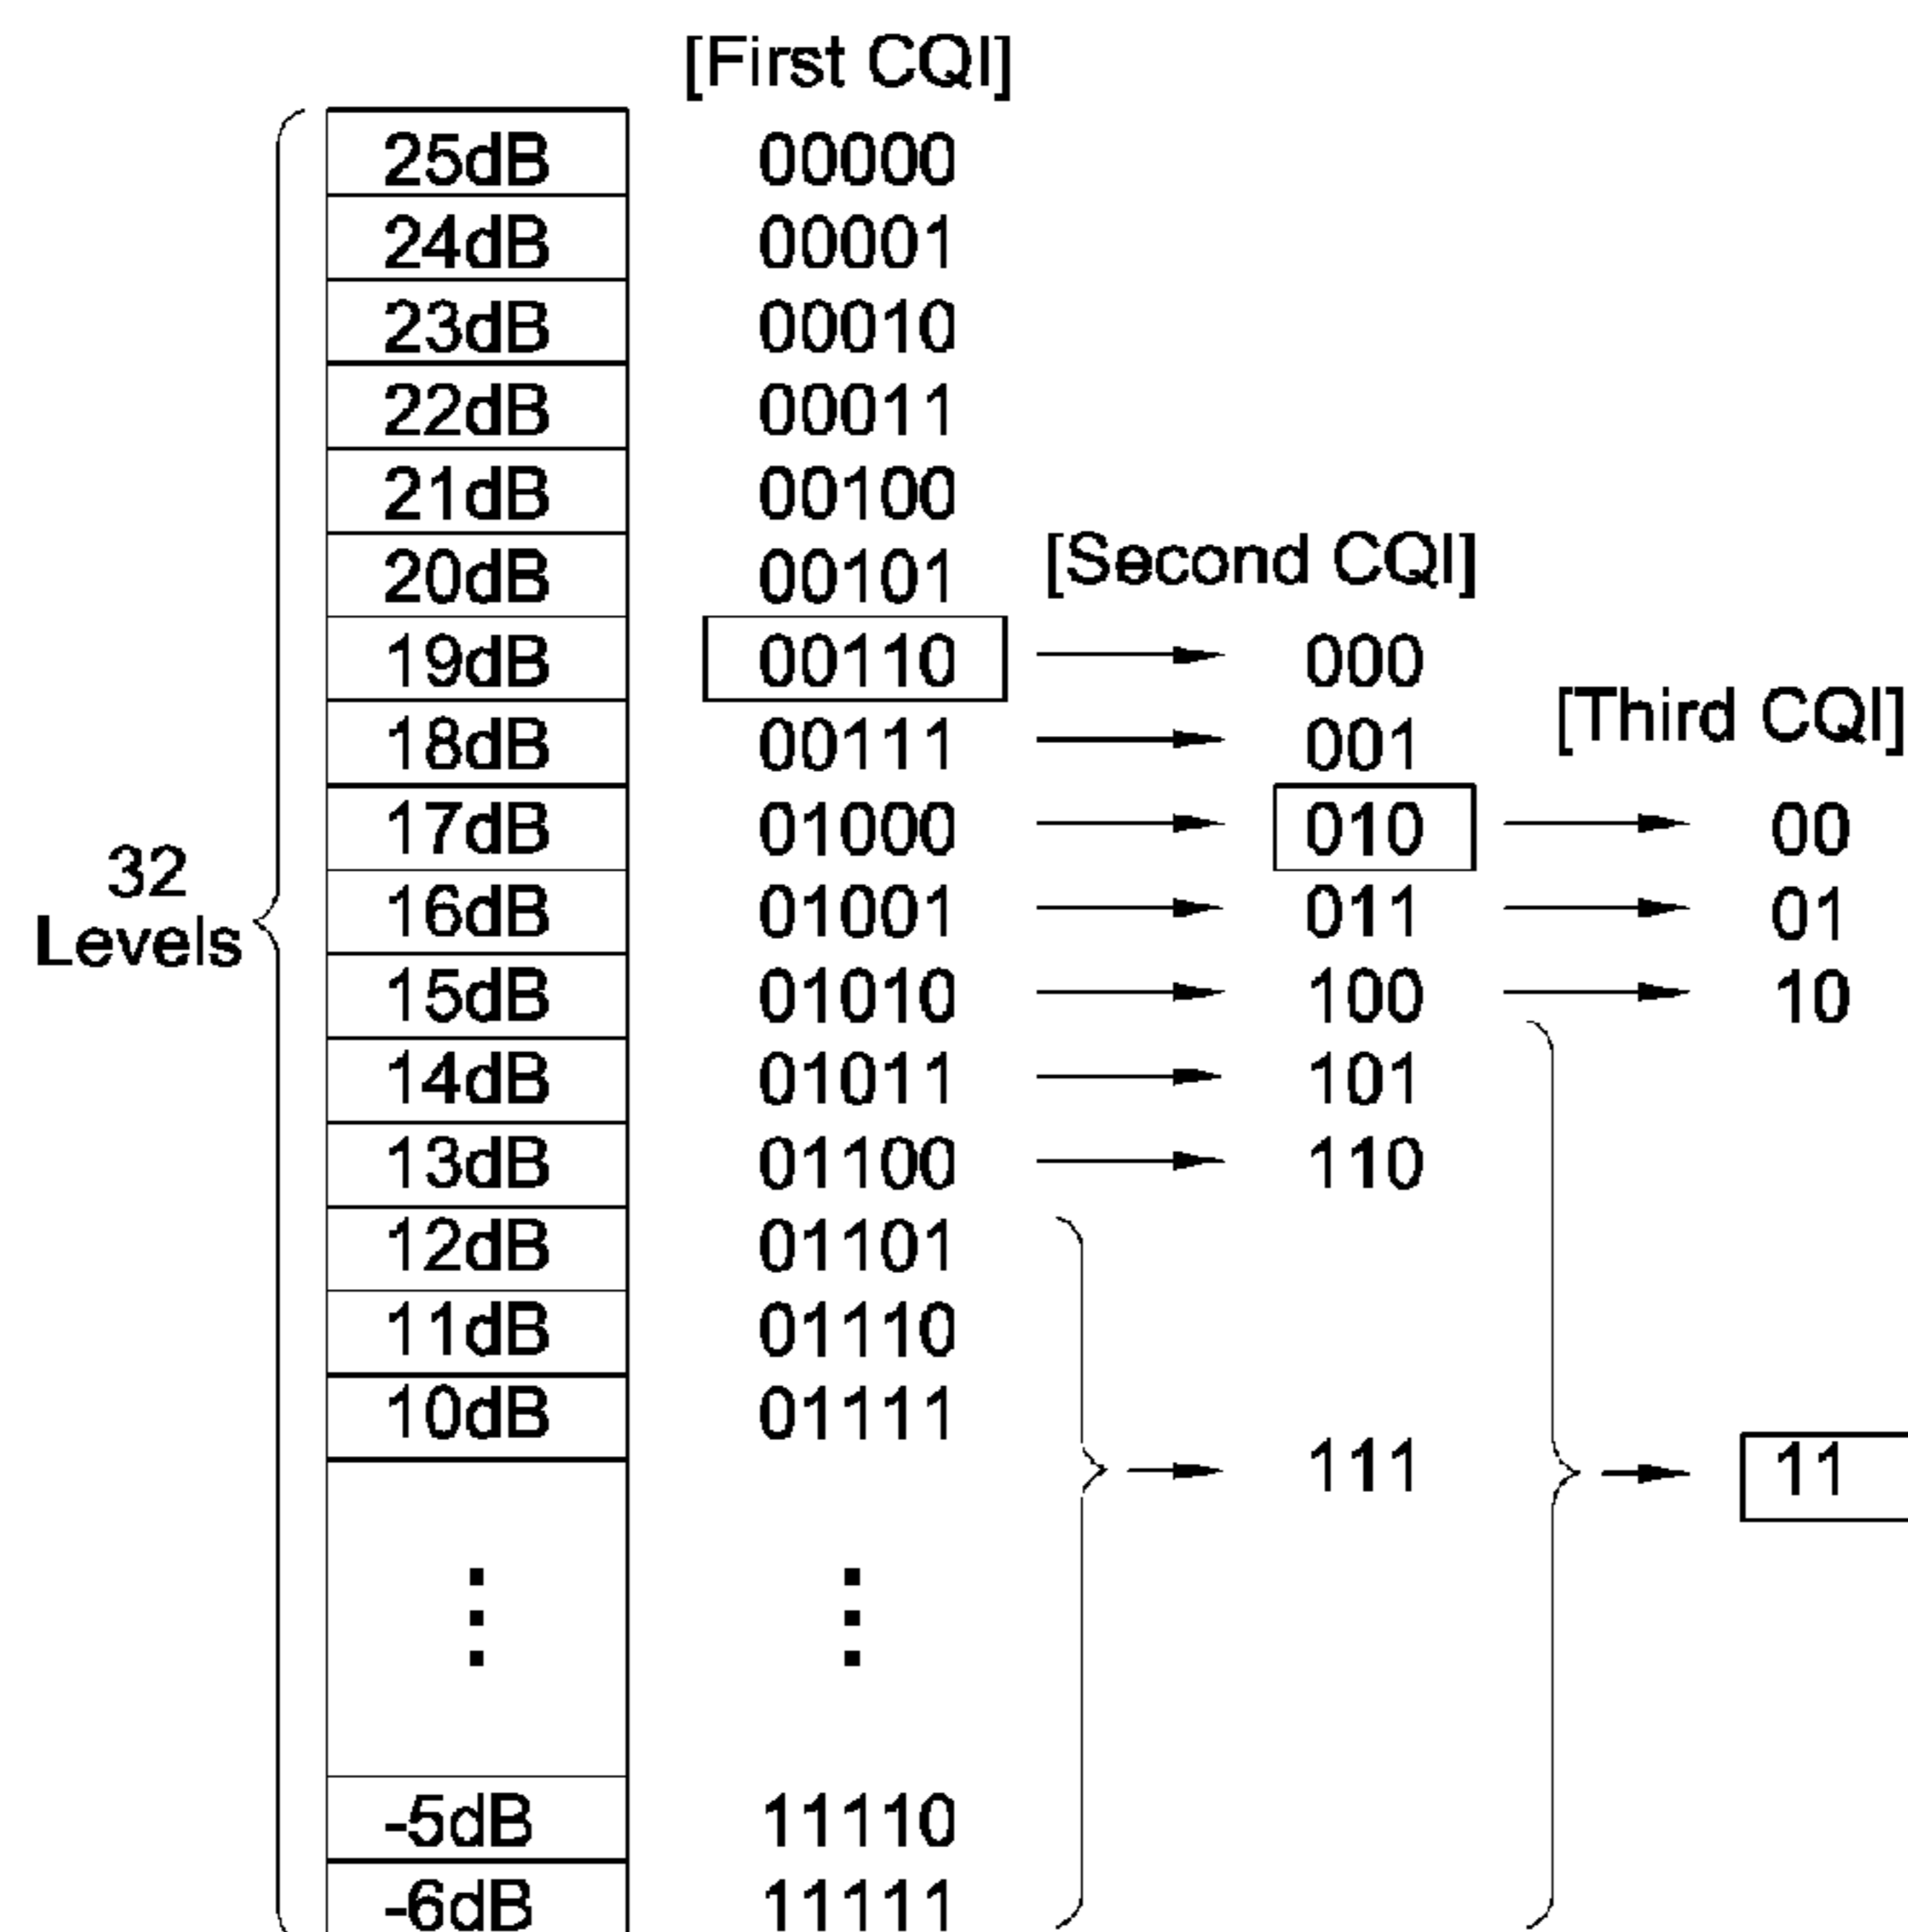 [First CQI]
25dB 00000
24dB 00001
23dB 00010
22dB 00011
21dB 00100
20dB 00101 [Second CQI]
19dB 00110 000
18dB 00111 001 [Third CQI]
17dB 01000 010 00
32
Levels
16dB 01001 011 01
15dB 01010 100 10
14dB 01011 101
13dB 01100 110
12dB 01101
11dB 01110
10dB 01111
111 11
-5dB 11110
-6dB 11111